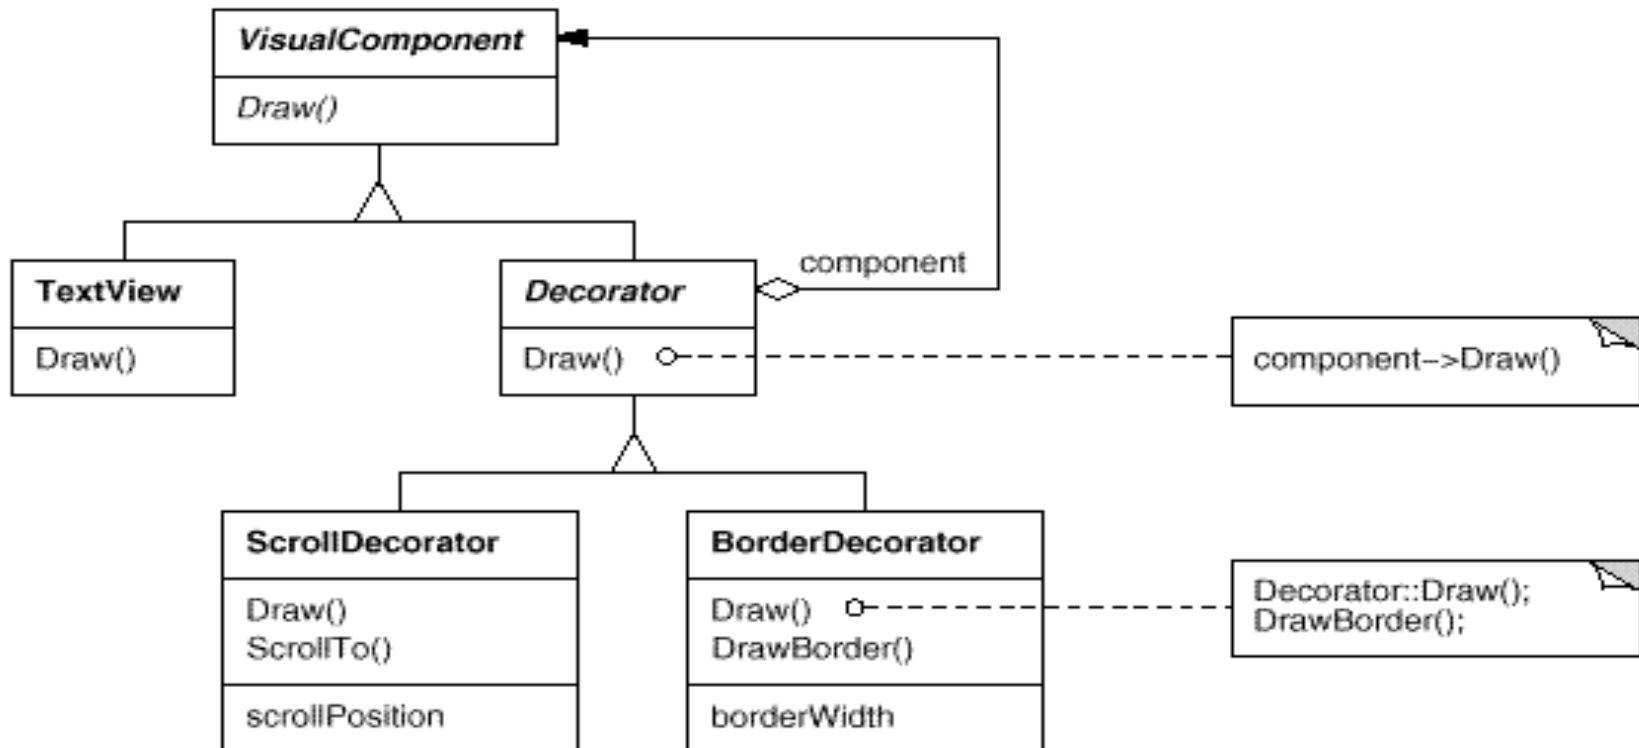 VisualComponent
Draw()
component
TextView
Draw()
Decorator
Draw()
component–>Draw()
ScrollDecorator
Draw()
ScrollTo()
scrollPosition
BorderDecorator
Draw()
DrawBorder()
borderWidth
Decorator::Draw();
DrawBorder();